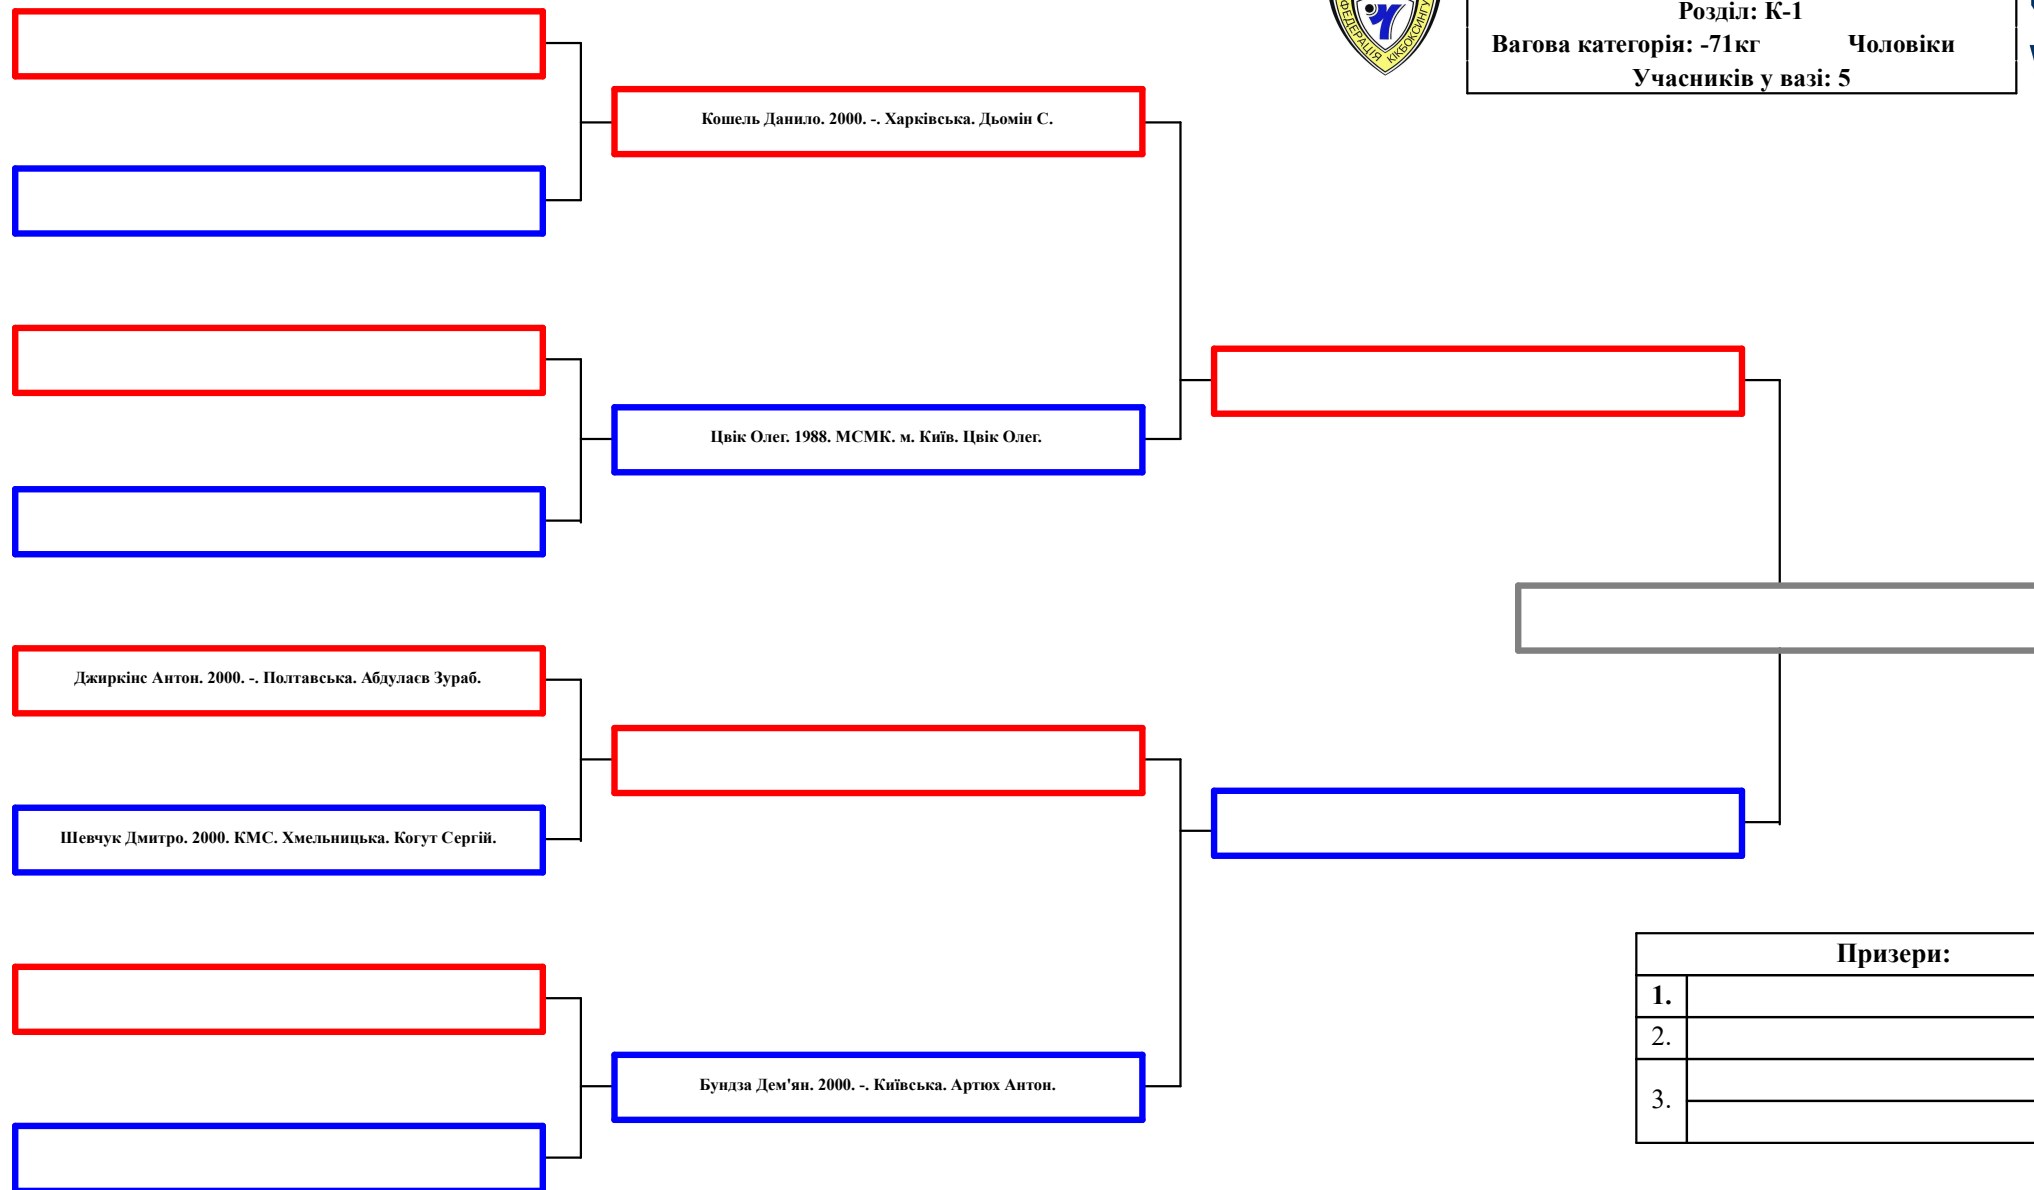 ФЕДЕРАЦІЯ КІКБОКСИНГУ
Розділ: К-1
Вагова категорія: -71кг Чоловіки
Учасників у вазі: 5
Кошель Данило. 2000. -. Харківська. Дьомін С.
Цвік Олег. 1988. МСМК. м. Київ. Цвік Олег.
Джиркінс Антон. 2000. -. Полтавська. Абдулаєв Зураб.
Шевчук Дмитро. 2000. КМС. Хмельницька. Когут Сергій.
Бундза Дем'ян. 2000. -. Київська. Артюх Антон.
Призери:
1.
2.
3.